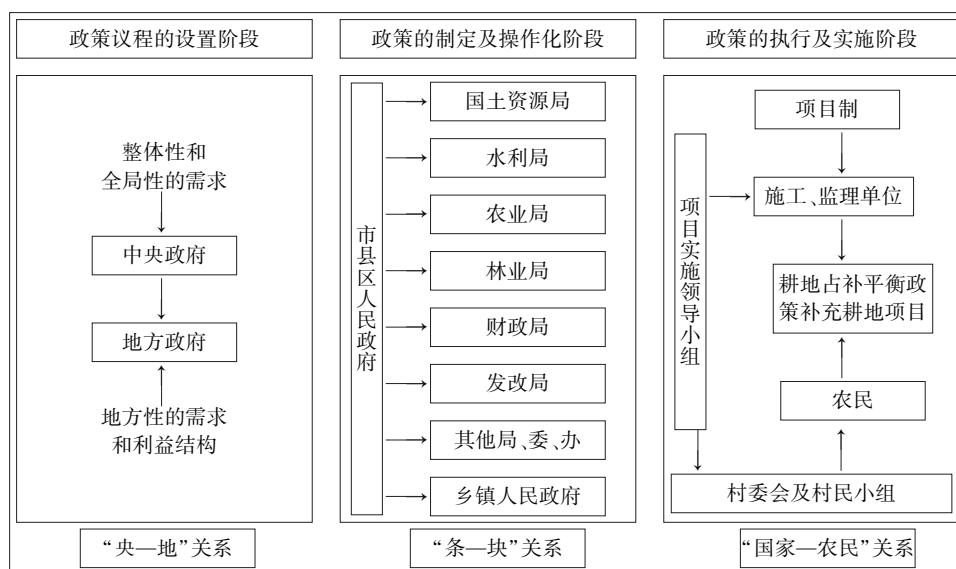 政策议程的设置阶段
整体性和
全局性的需求
中央政府
地方政府
地方性的需求
和利益结构
“央—地”关系
政策的制定及操作化阶段
市县区人民政府
国土资源局
水利局
农业局
林业局
财政局
发改局
其他局、委、办
乡镇人民政府
“条—块”关系
政策的执行及实施阶段
项目制
项目实施领导小组
施工、监理单位
耕地占补平衡政
策补充耕地项目
农民
村委会及村民小组
“国家—农民”关系